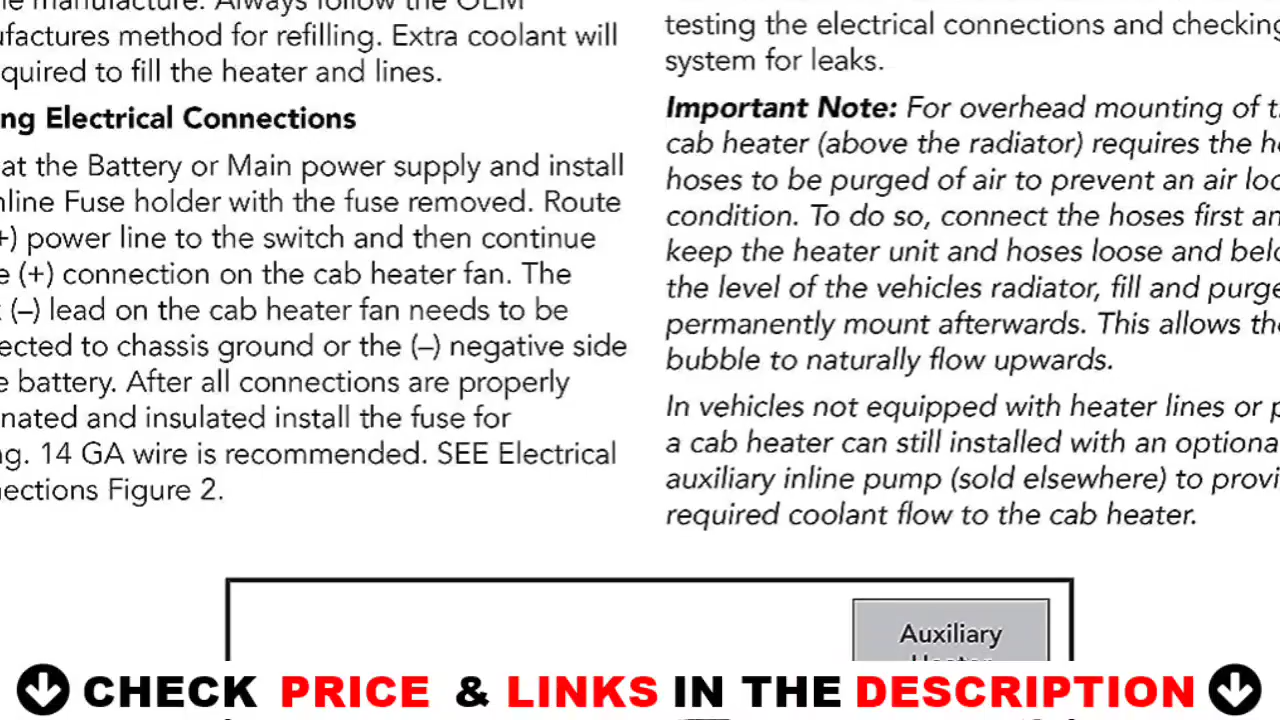 ne manufacture. Always follow the OEM
ufactures method for refilling. Extra coolant will
quired to fill the heater and lines.
ng Electrical Connections
at the Battery or Main power supply and install
nline Fuse holder with the fuse removed. Route
+) power line to the switch and then continue
e (+) connection on the cab heater fan. The
(–) lead on the cab heater fan needs to be
ected to chassis ground or the (–) negative side
e battery. After all connections are properly
nated and insulated install the fuse for
ng. 14 GA wire is recommended. SEE Electrical
nections Figure 2.
testing the electrical connections and checking
system for leaks.
Important Note: For overhead mounting of t
cab heater (above the radiator) requires the he
hoses to be purged of air to prevent an air loc
condition. To do so, connect the hoses first an
keep the heater unit and hoses loose and belo
the level of the vehicles radiator, fill and purge
permanently mount afterwards. This allows the
bubble to naturally flow upwards.
In vehicles not equipped with heater lines or p
a cab heater can still installed with an optiona
auxiliary inline pump (sold elsewhere) to provi
required coolant flow to the cab heater.
Auxiliary
Heater
CHECK PRICE & LINKS IN THE DESCRIPTION